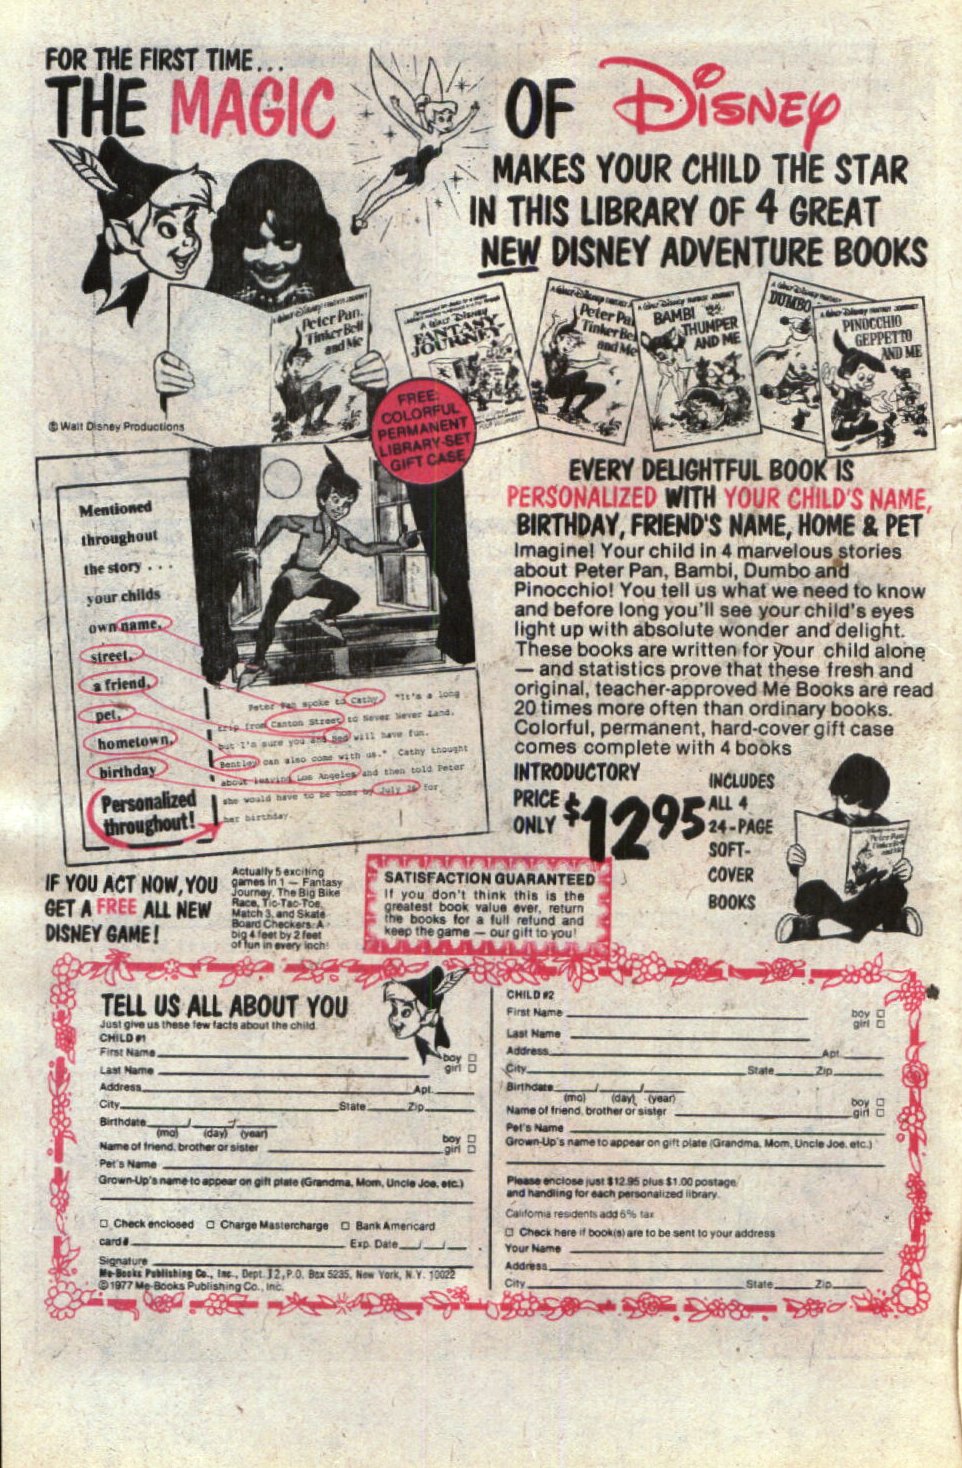 FOR THE FIRST TIME...
THE MAGIC OF Disney
MAKES YOUR CHILD THE STAR
IN THIS LIBRARY OF 4 GREAT
NEW DISNEY ADVENTURE BOOKS
Peter Pan,
Tinker Bell
and Me
A Walt Disney
FANTASY
JOURNEY
Peter Pa
Tinker Bel
and Me
BAMBI
THUMPER
AND ME
DUMBO
PINOCCHIO
GEPPETTO
AND ME
© Walt Disney Productions
FREE:
COLORFUL
PERMANENT
LIBRARY-SET
GIFT CASE
Mentioned
throughout
the story . . .
your childs
own name,
street,
a friend,
pet,
hometown,
birthday
Personalized
throughout!
Peter Pan spoke to Cathy. "It's a long
trip from Canton Street to Never Never Land,
but I'm sure you and Red will have fun.
Bentley can also come with us." Cathy thought
about leaving Los Angeles and then told Peter
she would have to be home by July 26 for
her birthday.
EVERY DELIGHTFUL BOOK IS
PERSONALIZED WITH YOUR CHILD'S NAME,
BIRTHDAY, FRIEND'S NAME, HOME & PET
Imagine! Your child in 4 marvelous stories
about Peter Pan, Bambi, Dumbo and
Pinocchio! You tell us what we need to know
and before long you'll see your child's eyes
light up with absolute wonder and delight.
These books are written for your child alone
— and statistics prove that these fresh and
original, teacher-approved Me Books are read
20 times more often than ordinary books.
Colorful, permanent, hard-cover gift case
comes complete with 4 books
INTRODUCTORY
PRICE
ONLY $12.95
INCLUDES
ALL 4
24-PAGE
SOFT-
COVER
BOOKS
Peter Pan,
Tinker Bell
and Me
IF YOU ACT NOW, YOU
GET A FREE ALL NEW
DISNEY GAME!
Actually 5 exciting
games in 1 — Fantasy
Journey, The Big Bike
Race, Tic-Tac-Toe,
Match 3, and Skate
Board Checkers. A
big 4 feet by 2 feet
of fun in every inch!
SATISFACTION GUARANTEED
If you don't think this is the
greatest book value ever, return
the books for a full refund and
keep the game — our gift to you!
TELL US ALL ABOUT YOU
Just give us these few facts about the child.
CHILD #1
First Name
boy
Last Name
girl
Address Apt.
City State Zip
Birthdate / /
(mo) (day) (year)
Name of friend, brother or sister boy
girl
Pet's Name
Grown-Up's name to appear on gift plate (Grandma, Mom, Uncle Joe, etc.)
Check enclosed Charge Mastercharge Bank Americard
card# Exp. Date / /
Signature
Me-Books Publishing Co., Inc., Dept. 12, P.O. Box 5235, New York, N.Y. 10022
©1977 Me-Books Publishing Co., Inc.
CHILD #2
First Name boy
girl
Last Name
Address Apt.
City State Zip
Birthdate / /
(mo) (day) (year)
Name of friend, brother or sister boy
girl
Pet's Name
Grown-Up's name to appear on gift plate (Grandma, Mom, Uncle Joe, etc.)
Please enclose just $12.95 plus $1.00 postage
and handling for each personalized library.
California residents add 6% tax
Check here if book(s) are to be sent to your address
Your Name
Address
City State Zip